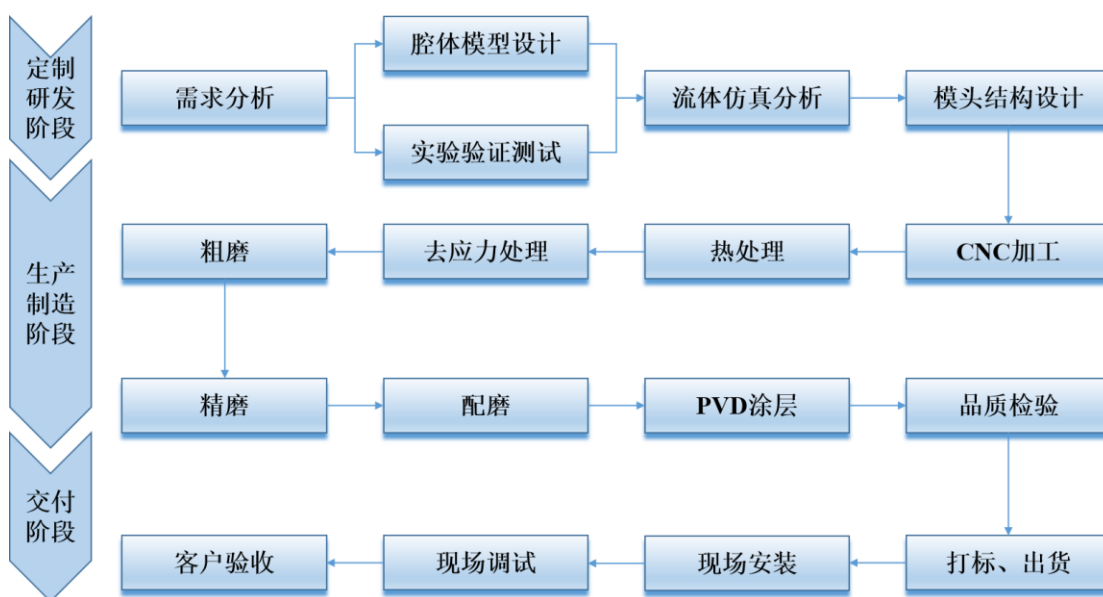 定制
研发
阶段
需求分析
腔体模型设计
实验验证测试
流体仿真分析
模头结构设计
生产
制造
阶段
粗磨
去应力处理
热处理
CNC加工
精磨
配磨
PVD涂层
品质检验
交付
阶段
客户验收
现场调试
现场安装
打标、出货